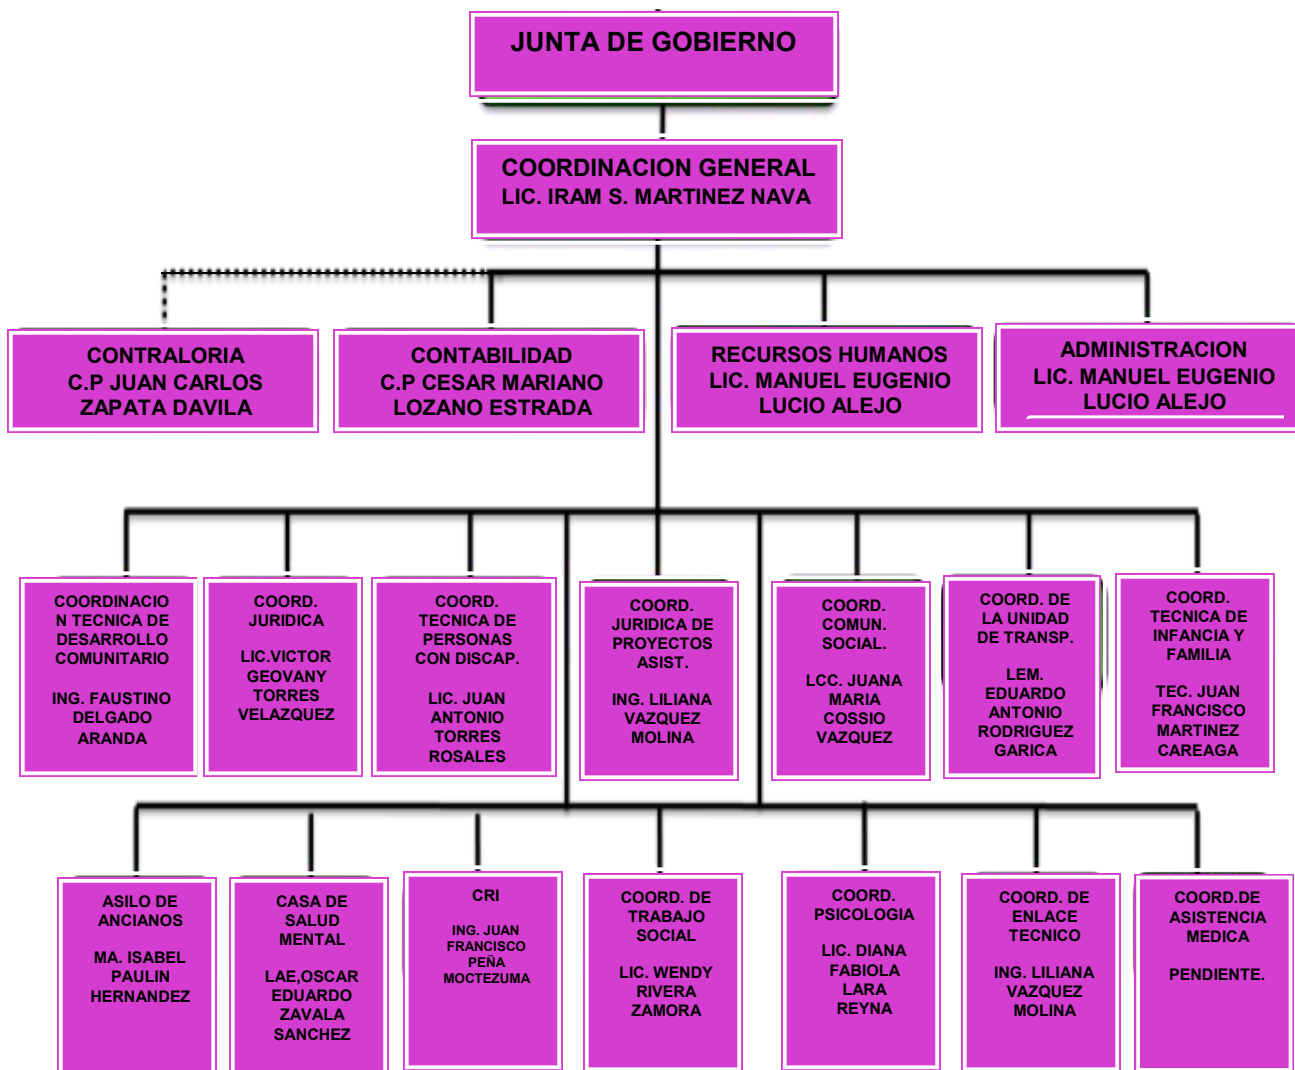 JUNTA DE GOBIERNO
COORDINACION GENERAL
LIC. IRAM S. MARTINEZ NAVA
CONTRALORIA
C.P JUAN CARLOS
ZAPATA DAVILA
CONTABILIDAD
C.P CESAR MARIANO
LOZANO ESTRADA
RECURSOS HUMANOS
LIC. MANUEL EUGENIO
LUCIO ALEJO
ADMINISTRACION
LIC. MANUEL EUGENIO
LUCIO ALEJO
COORDINACIO
N TECNICA DE
DESARROLLO
COMUNITARIO
ING. FAUSTINO
DELGADO
ARANDA
COORD.
JURIDICA
LIC.VICTOR
GEOVANY
TORRES
VELAZQUEZ
COORD.
TECNICA DE
PERSONAS
CON DISCAP.
LIC. JUAN
ANTONIO
TORRES
ROSALES
COORD.
JURIDICA DE
PROYECTOS
ASIST.
ING. LILIANA
VAZQUEZ
MOLINA
COORD.
COMUN.
SOCIAL.
LCC. JUANA
MARIA
COSSIO
VAZQUEZ
COORD. DE
LA UNIDAD
DE TRANSP.
LEM.
EDUARDO
ANTONIO
RODRIGUEZ
GARICA
COORD.
TECNICA DE
INFANCIA Y
FAMILIA
TEC. JUAN
FRANCISCO
MARTINEZ
CAREAGA
ASILO DE
ANCIANOS
MA. ISABEL
PAULIN
HERNANDEZ
CASA DE
SALUD
MENTAL
LAE,OSCAR
EDUARDO
ZAVALA
SANCHEZ
CRI
ING. JUAN
FRANCISCO
PEÑA
MOCTEZUMA
COORD. DE
TRABAJO
SOCIAL
LIC. WENDY
RIVERA
ZAMORA
COORD.
PSICOLOGIA
LIC. DIANA
FABIOLA
LARA
REYNA
COORD. DE
ENLACE
TECNICO
ING. LILIANA
VAZQUEZ
MOLINA
COORD.DE
ASISTENCIA
MEDICA
PENDIENTE.